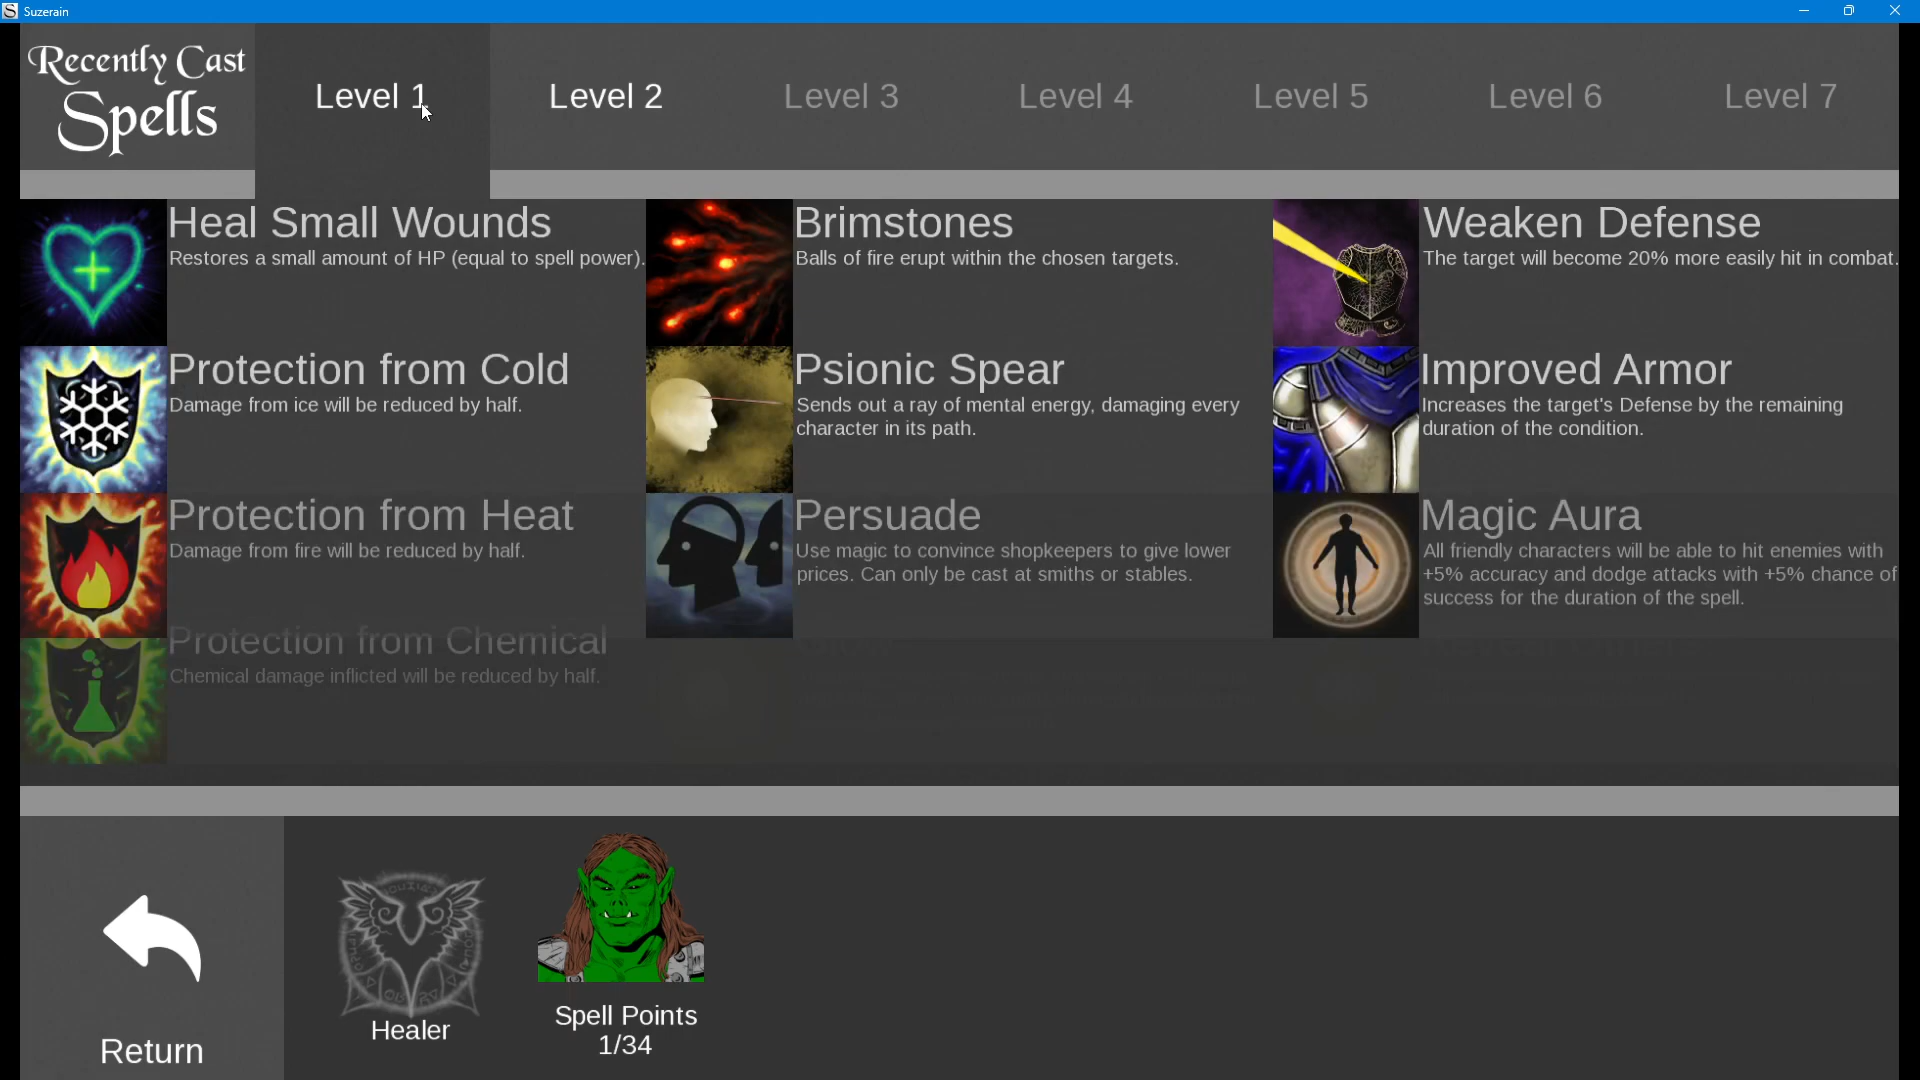 Suzerain
Recently Cast
Spells
Level 1
Level 2
Level 3
Level 4
Level 5
Level 6
Level 7
Heal Small Wounds
Restores a small amount of HP (equal to spell power).
Brimstones
Balls of fire erupt within the chosen targets.
Weaken Defense
The target will become 20% more easily hit in combat.
Protection from Cold
Damage from ice will be reduced by half.
Psionic Spear
Sends out a ray of mental energy, damaging every
character in its path.
Improved Armor
Increases the target's Defense by the remaining
duration of the condition.
Protection from Heat
Damage from fire will be reduced by half.
Persuade
Use magic to convince shopkeepers to give lower
prices. Can only be cast at smiths or stables.
Magic Aura
All friendly characters will be able to hit enemies with
+5% accuracy and dodge attacks with +5% chance of
success for the duration of the spell.
Protection from Chemical
Chemical damage inflicted will be reduced by half.
Return
Healer
Spell Points
1/34